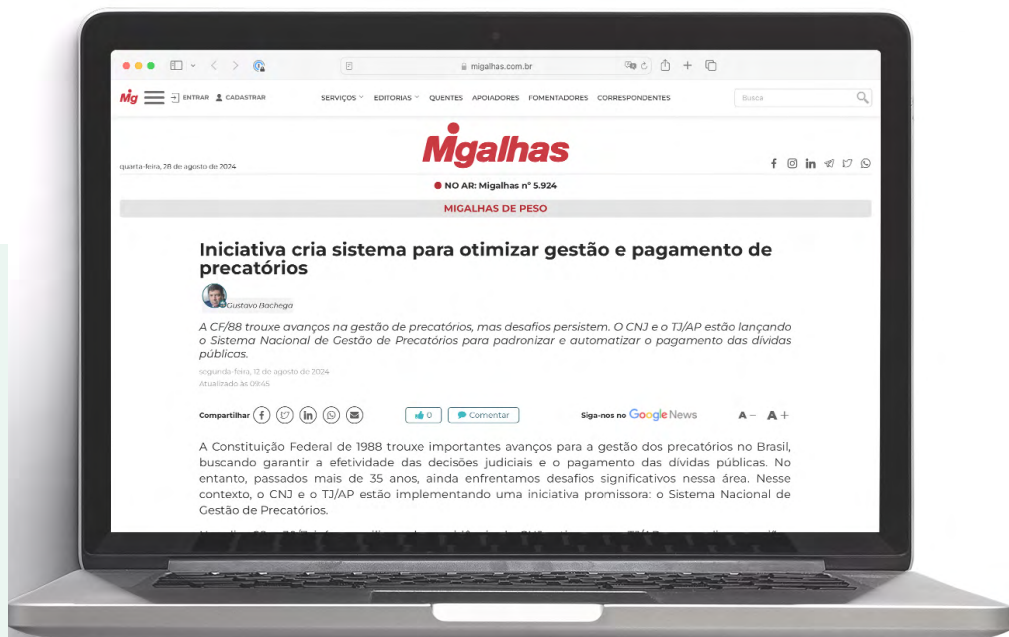 migalhas.com.br
Mg ENTRAR CADASTRAR SERVIÇOS EDITORIAS QUENTES APOIADORES FOMENTADORES CORRESPONDENTES Busca
Migalhas
quarta-feira, 28 de agosto de 2024
NO AR: Migalhas nº 5.924
MIGALHAS DE PESO
Iniciativa cria sistema para otimizar gestão e pagamento de
precatórios
Gustavo Bachega
A CF/88 trouxe avanços na gestão de precatórios, mas desafios persistem. O CNJ e o TJ/AP estão lançando
o Sistema Nacional de Gestão de Precatórios para padronizar e automatizar o pagamento das dívidas
públicas.
segunda-feira, 12 de agosto de 2024
Atualizado às 09:45
Compartilhar 0 Comentar Siga-nos no Google News A- A+
A Constituição Federal de 1988 trouxe importantes avanços para a gestão dos precatórios no Brasil,
buscando garantir a efetividade das decisões judiciais e o pagamento das dívidas públicas. No
entanto, passados mais de 35 anos, ainda enfrentamos desafios significativos nessa área. Nesse
contexto, o CNJ e o TJ/AP estão implementando uma iniciativa promissora: o Sistema Nacional de
Gestão de Precatórios.